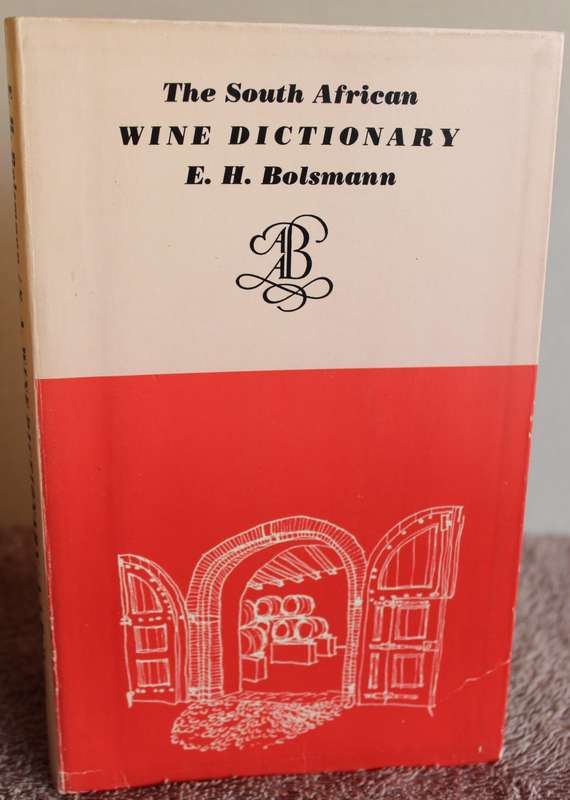 The South African
WINE DICTIONARY
E. H. Bolsmann
AB
A